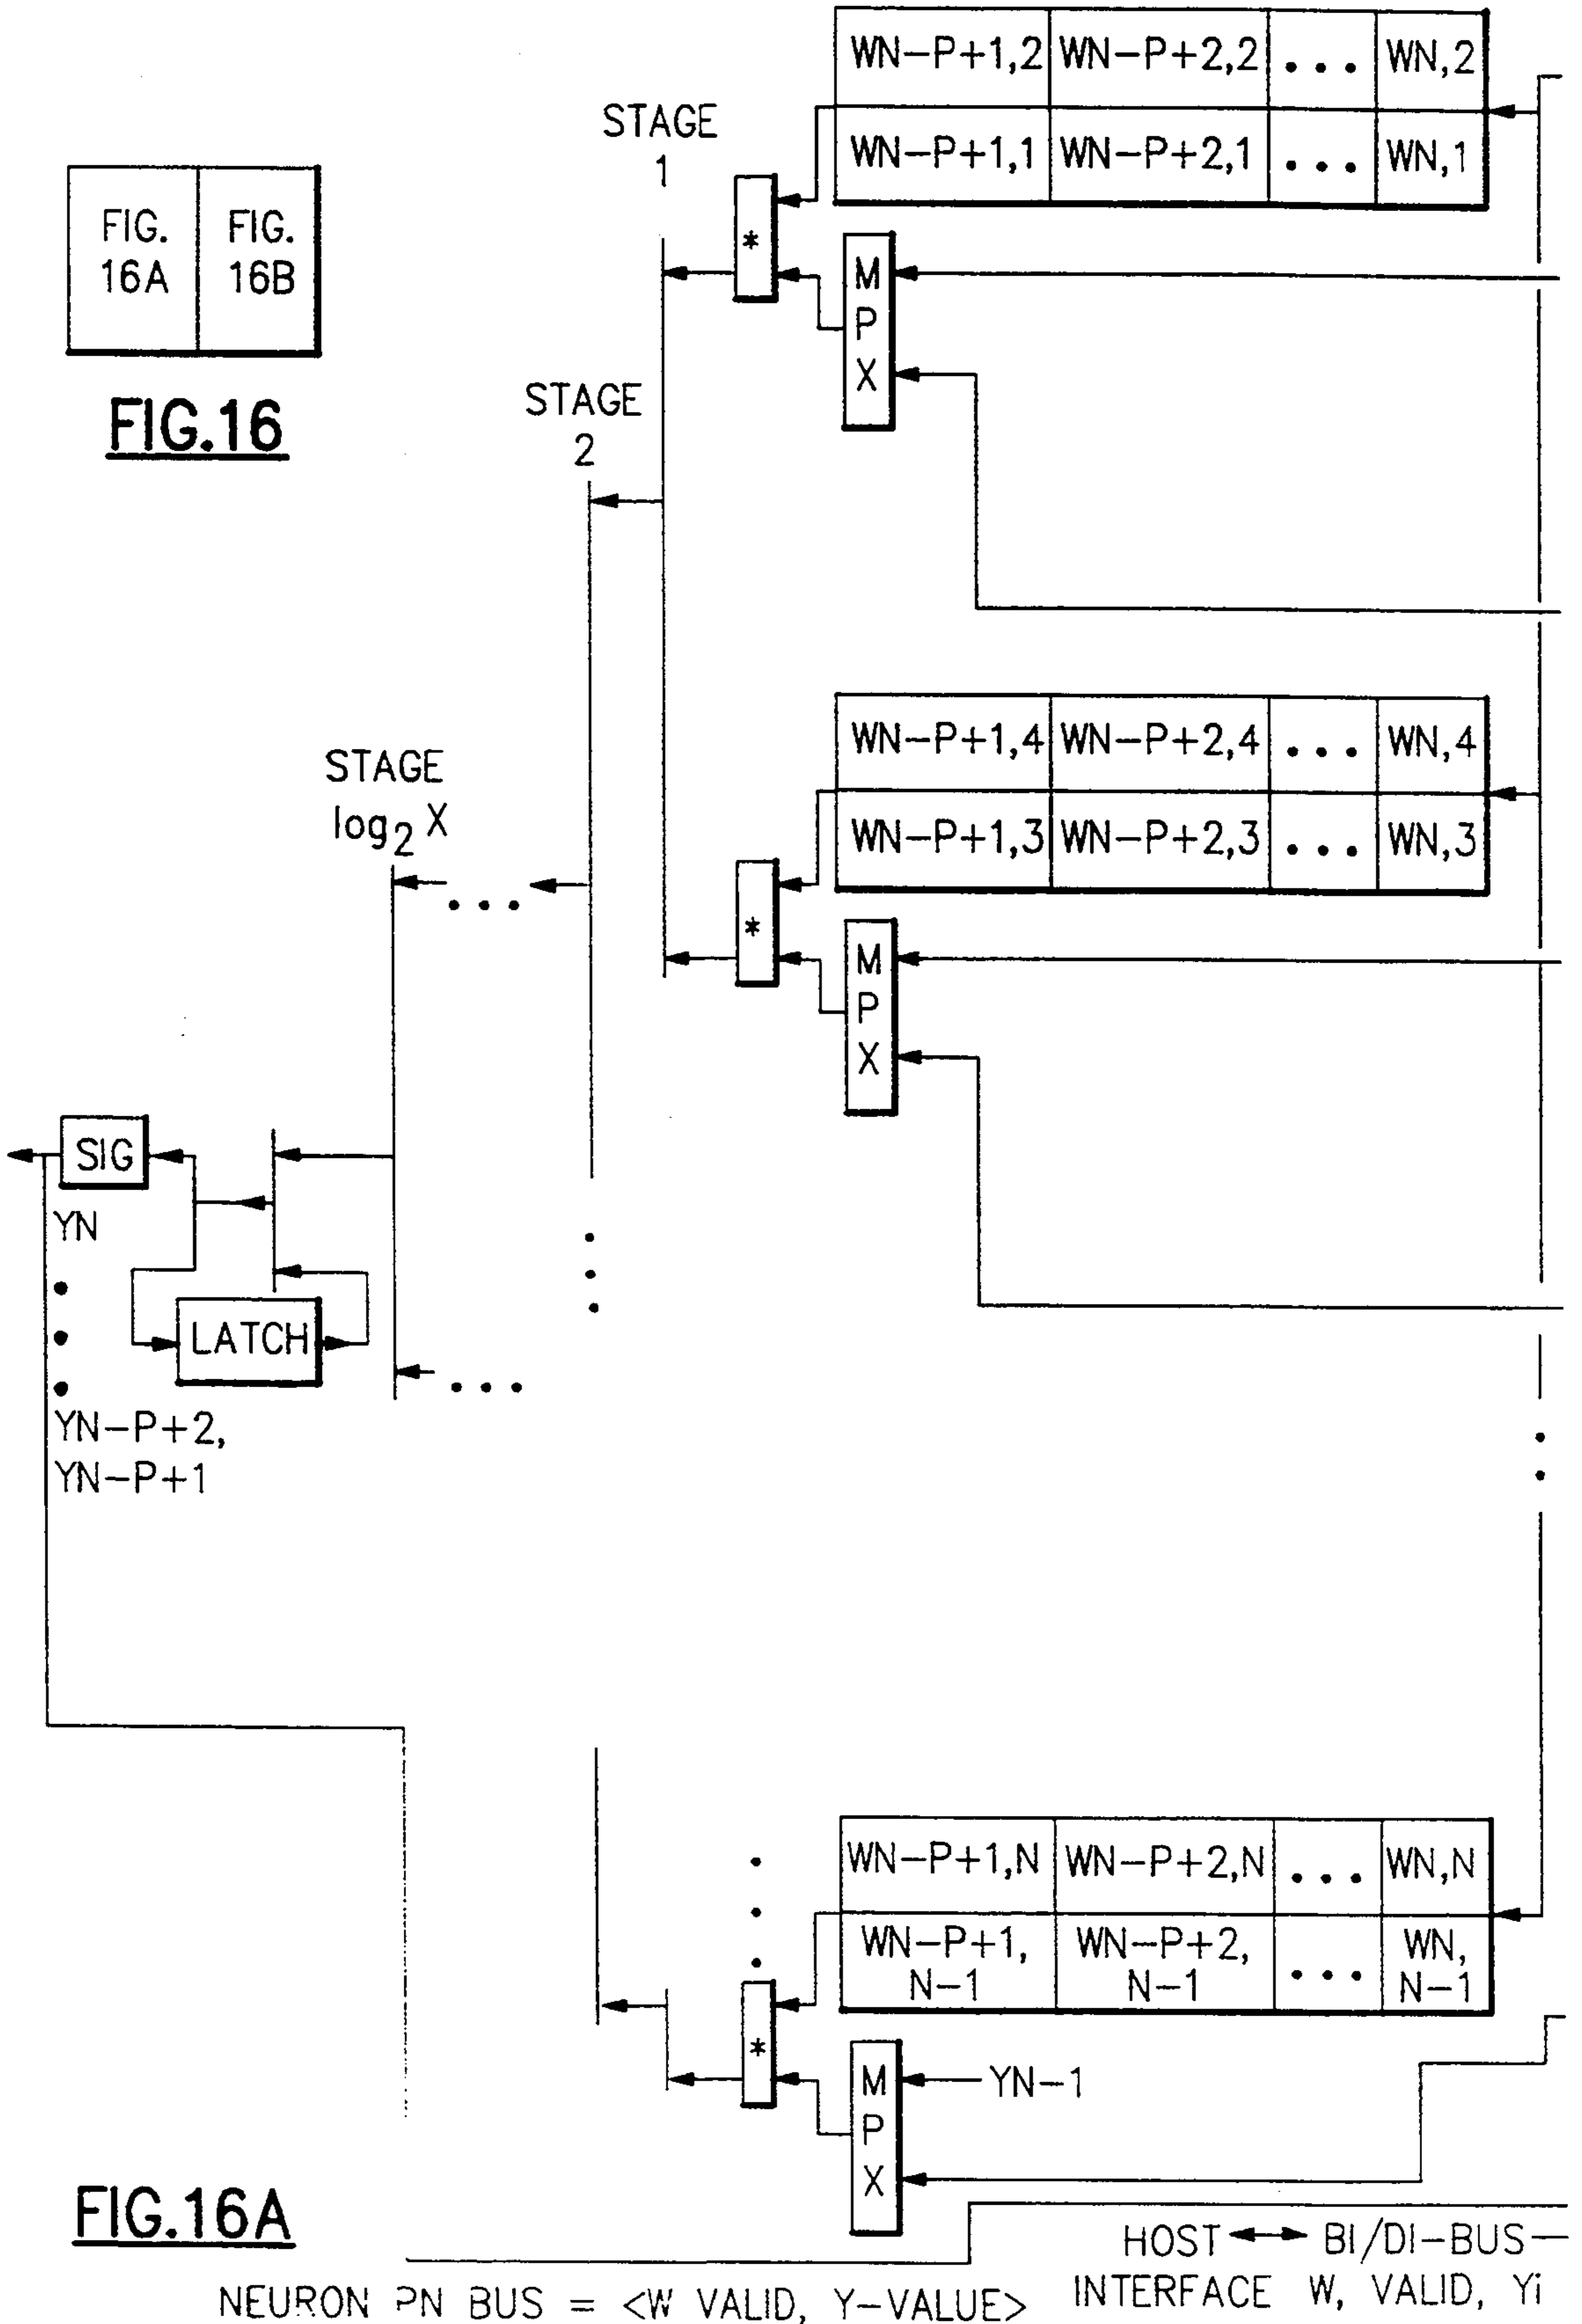 WN-P+1,2 WN-P+2,2 ... WN,2
WN-P+1,1 WN-P+2,1 ... WN,1
STAGE
1
*
M
P
X
FIG.
16A
FIG.
16B
FIG.16
STAGE
2
WN-P+1,4 WN-P+2,4 ... WN,4
WN-P+1,3 WN-P+2,3 ... WN,3
STAGE
log2 X
...
*
M
P
X
SIG
YN
LATCH
...
YN-P+2,
YN-P+1
WN-P+1,N WN-P+2,N ... WN,N
WN-P+1,
N-1
WN-P+2,
N-1
...
WN,
N-1
*
M
P
X
YN-1
FIG.16A
HOST ↔ BI/DI-BUS
INTERFACE W, VALID, Yi
NEURON PN BUS = <W VALID, Y-VALUE>